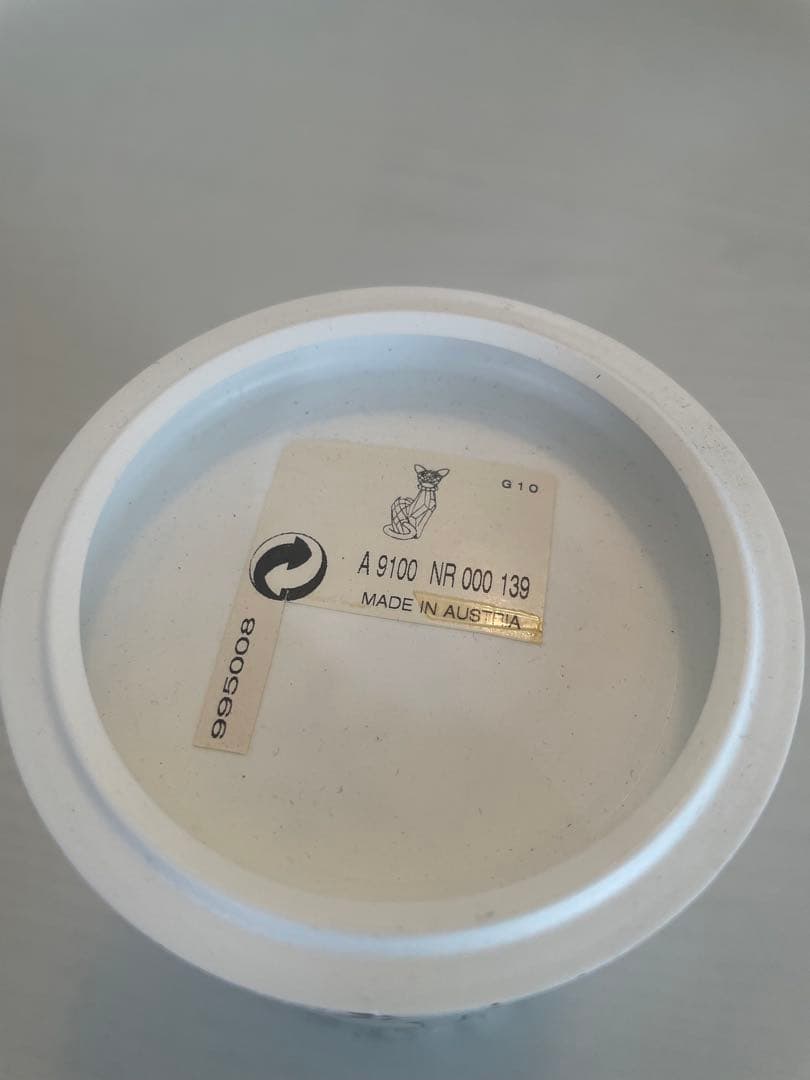 G10
A 9100 NR 000 139
MADE IN AUSTRIA
995008